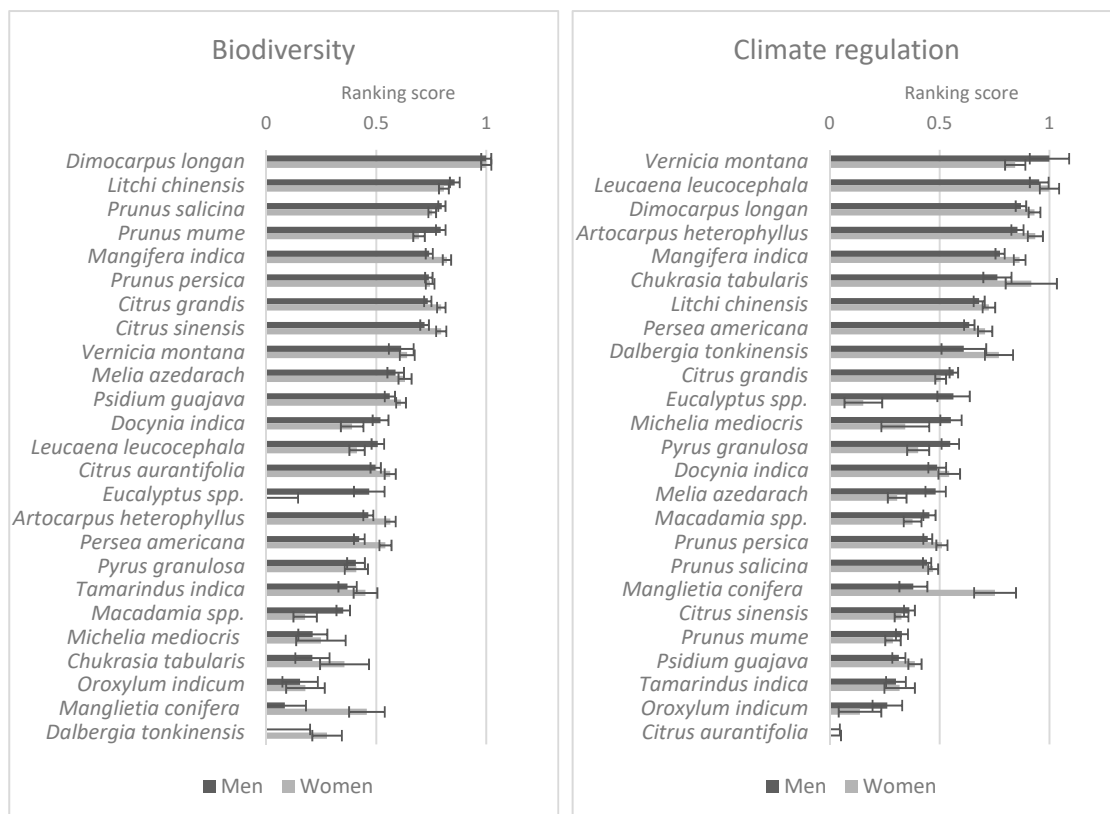 Biodiversity
Ranking score
0 0.5 1
Dimocarpus longan
Litchi chinensis
Prunus salicina
Prunus mume
Mangifera indica
Prunus persica
Citrus grandis
Citrus sinensis
Vernicia montana
Melia azedarach
Psidium guajava
Docynia indica
Leucaena leucocephala
Citrus aurantifolia
Eucalyptus spp.
Artocarpus heterophyllus
Persea americana
Pyrus granulosa
Tamarindus indica
Macadamia spp.
Michelia mediocris
Chukrasia tabularis
Oroxylum indicum
Manglietia conifera
Dalbergia tonkinensis
Men Women
Climate regulation
Ranking score
0 0.5 1
Vernicia montana
Leucaena leucocephala
Dimocarpus longan
Artocarpus heterophyllus
Mangifera indica
Chukrasia tabularis
Litchi chinensis
Persea americana
Dalbergia tonkinensis
Citrus grandis
Eucalyptus spp.
Michelia mediocris
Pyrus granulosa
Docynia indica
Melia azedarach
Macadamia spp.
Prunus persica
Prunus salicina
Manglietia conifera
Citrus sinensis
Prunus mume
Psidium guajava
Tamarindus indica
Oroxylum indicum
Citrus aurantifolia
Men Women